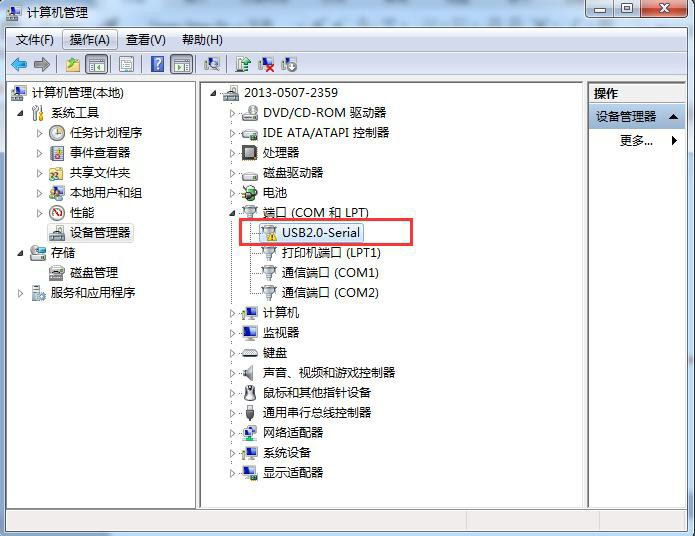 计算机管理
文件(F) 操作(A) 查看(V) 帮助(H)
计算机管理(本地)
系统工具
任务计划程序
事件查看器
共享文件夹
本地用户和组
性能
设备管理器
存储
磁盘管理
服务和应用程序
2013-0507-2359
DVD/CD-ROM 驱动器
IDE ATA/ATAPI 控制器
处理器
磁盘驱动器
电池
端口 (COM 和 LPT)
USB2.0-Serial
打印机端口 (LPT1)
通信端口 (COM1)
通信端口 (COM2)
计算机
监视器
键盘
声音、视频和游戏控制器
鼠标和其他指针设备
通用串行总线控制器
网络适配器
系统设备
显示适配器
操作
设备管理器
更多...